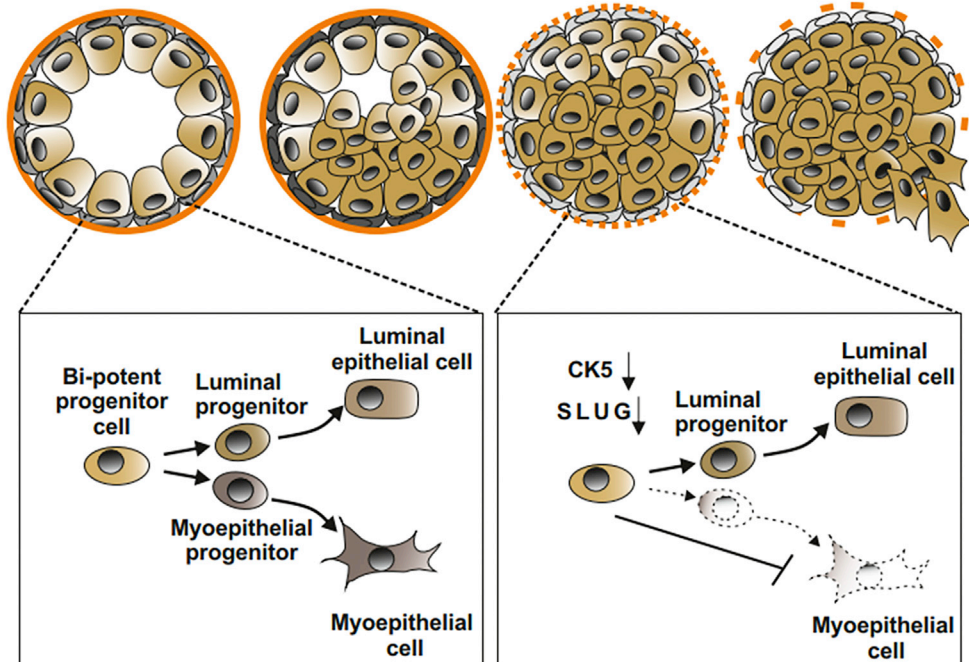 Bi-potent
progenitor
cell
Luminal
progenitor
Luminal
epithelial cell
Myoepithelial
progenitor
Myoepithelial
cell
CK5
SLUG
Luminal
progenitor
Luminal
epithelial cell
Myoepithelial
cell